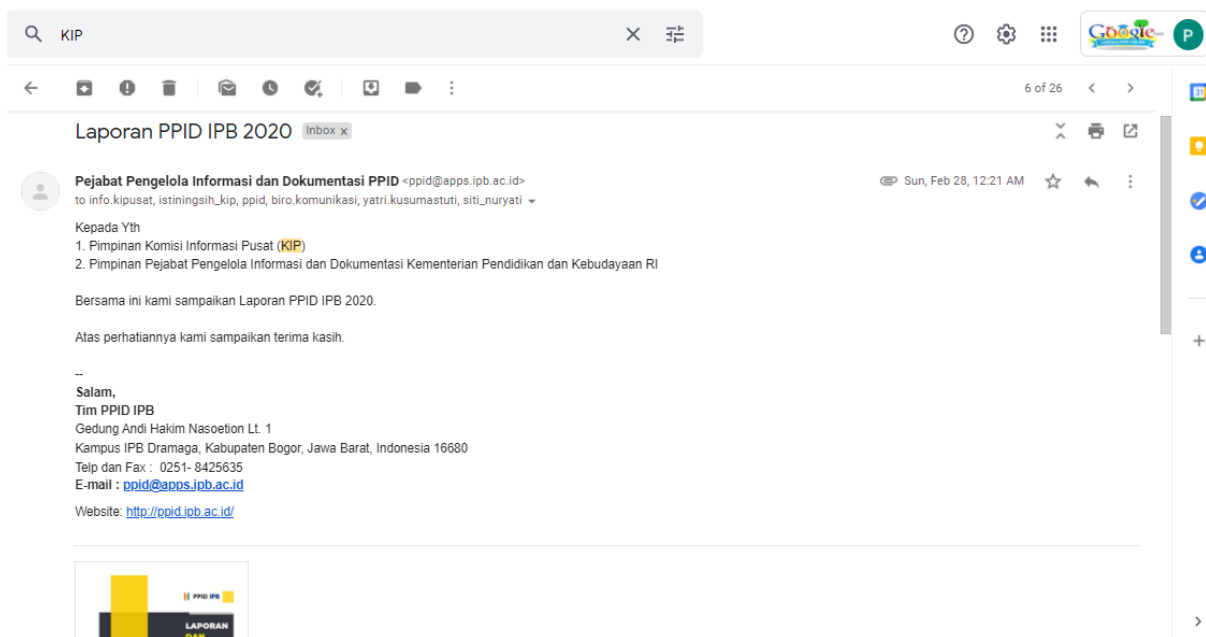 KIP
Google
P
6 of 26
31
Laporan PPID IPB 2020 Inbox x
Pejabat Pengelola Informasi dan Dokumentasi PPID <ppid@apps.ipb.ac.id>
Sun, Feb 28, 12:21 AM
to info.kipusat, istiningsih_kip, ppid, biro.komunikasi, yatri.kusumastuti, siti_nuryati
Kepada Yth
1. Pimpinan Komisi Informasi Pusat (KIP)
2. Pimpinan Pejabat Pengelola Informasi dan Dokumentasi Kementerian Pendidikan dan Kebudayaan RI
Bersama ini kami sampaikan Laporan PPID IPB 2020.
Atas perhatiannya kami sampaikan terima kasih.
--
Salam,
Tim PPID IPB
Gedung Andi Hakim Nasoetion Lt. 1
Kampus IPB Dramaga, Kabupaten Bogor, Jawa Barat, Indonesia 16680
Telp dan Fax : 0251- 8425635
E-mail : ppid@apps.ipb.ac.id
Website: http://ppid.ipb.ac.id/
PPID IPB
LAPORAN
DAN